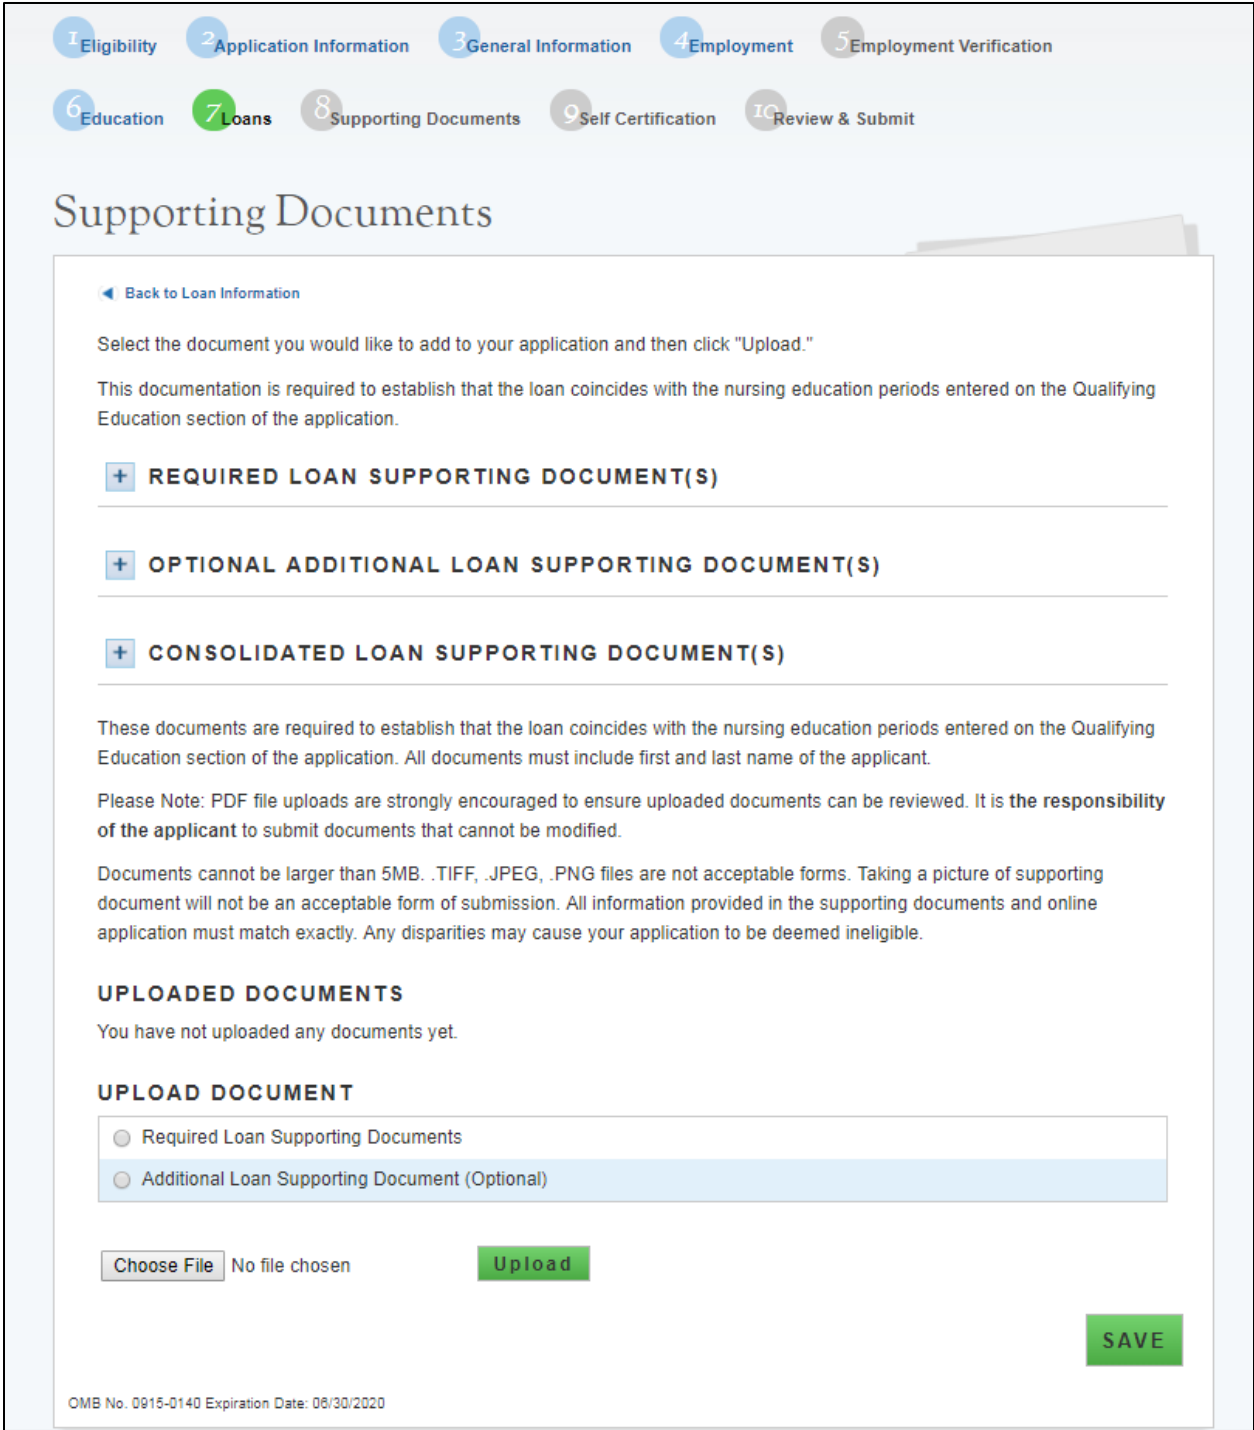 1 Eligibility 2 Application Information 3 General Information 4 Employment 5 Employment Verification
6 Education 7 Loans 8 Supporting Documents 9 Self Certification 10 Review & Submit
Supporting Documents
Back to Loan Information
Select the document you would like to add to your application and then click "Upload."
This documentation is required to establish that the loan coincides with the nursing education periods entered on the Qualifying
Education section of the application.
+ REQUIRED LOAN SUPPORTING DOCUMENT(S)
+ OPTIONAL ADDITIONAL LOAN SUPPORTING DOCUMENT(S)
+ CONSOLIDATED LOAN SUPPORTING DOCUMENT(S)
These documents are required to establish that the loan coincides with the nursing education periods entered on the Qualifying
Education section of the application. All documents must include first and last name of the applicant.
Please Note: PDF file uploads are strongly encouraged to ensure uploaded documents can be reviewed. It is the responsibility
of the applicant to submit documents that cannot be modified.
Documents cannot be larger than 5MB. .TIFF, .JPEG, .PNG files are not acceptable forms. Taking a picture of supporting
document will not be an acceptable form of submission. All information provided in the supporting documents and online
application must match exactly. Any disparities may cause your application to be deemed ineligible.
UPLOADED DOCUMENTS
You have not uploaded any documents yet.
UPLOAD DOCUMENT
Required Loan Supporting Documents
Additional Loan Supporting Document (Optional)
Choose File No file chosen Upload
SAVE
OMB No. 0915-0140 Expiration Date: 06/30/2020